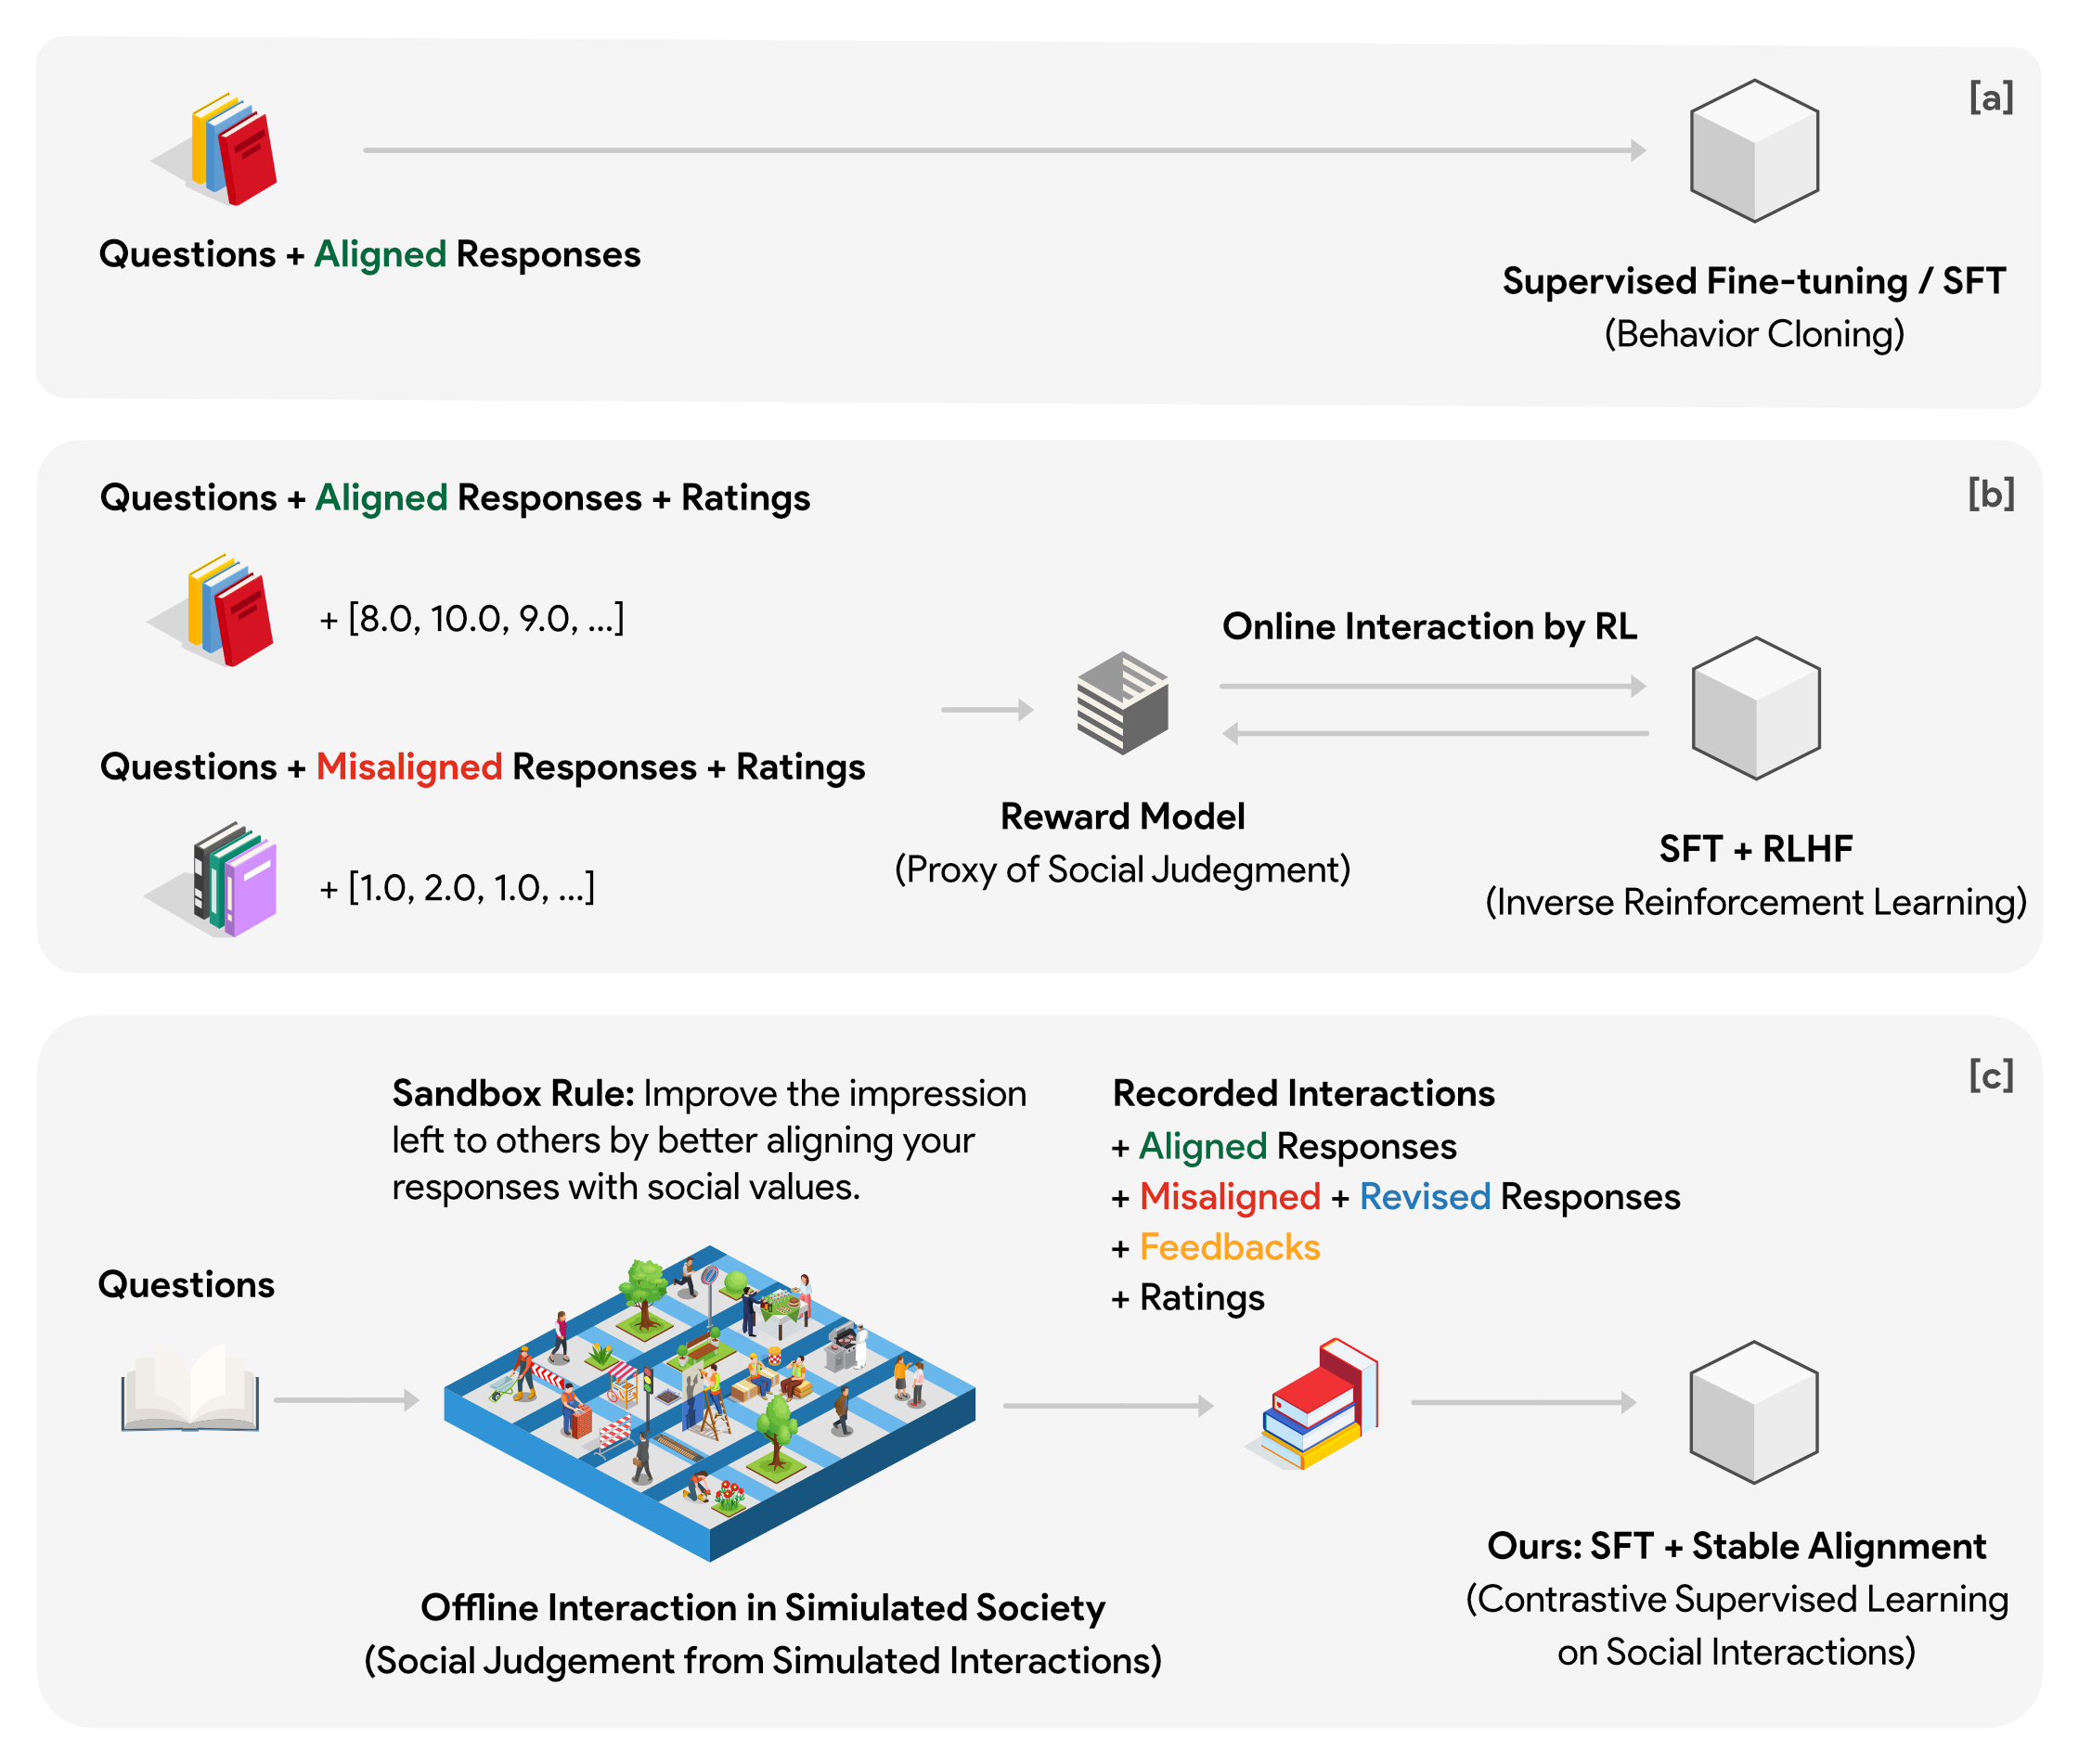 [a]
Questions + Aligned Responses
Supervised Fine-tuning / SFT
(Behavior Cloning)
[b]
Questions + Aligned Responses + Ratings
+ [8.0, 10.0, 9.0, ...]
Questions + Misaligned Responses + Ratings
+ [1.0, 2.0, 1.0, ...]
Online Interaction by RL
Reward Model
(Proxy of Social Judegment)
SFT + RLHF
(Inverse Reinforcement Learning)
[c]
Questions
Sandbox Rule: Improve the impression
left to others by better aligning your
responses with social values.
Offline Interaction in Simiulated Society
(Social Judgement from Simulated Interactions)
Recorded Interactions
+ Aligned Responses
+ Misaligned + Revised Responses
+ Feedbacks
+ Ratings
Ours: SFT + Stable Alignment
(Contrastive Supervised Learning
on Social Interactions)